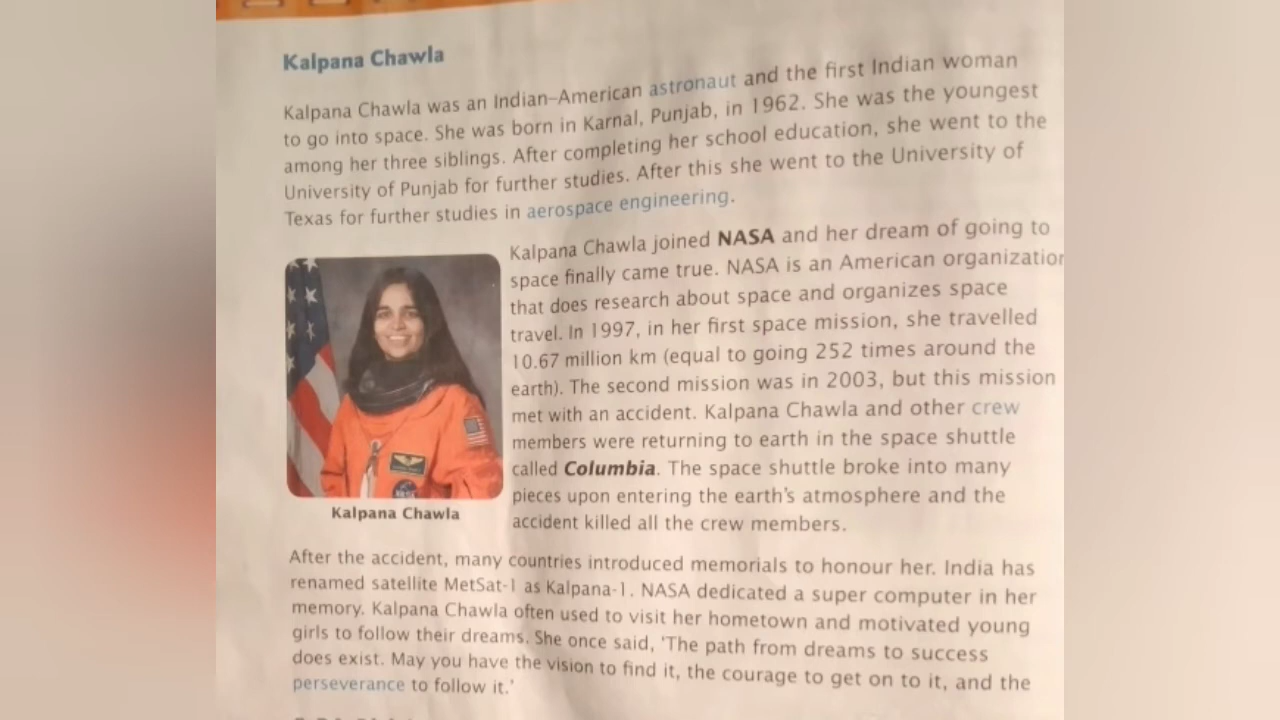 Kalpana Chawla
Kalpana Chawla was an Indian–American astronaut and the first Indian woman
to go into space. She was born in Karnal, Punjab, in 1962. She was the youngest
among her three siblings. After completing her school education, she went to the
University of Punjab for further studies. After this she went to the University of
Texas for further studies in aerospace engineering.
Kalpana Chawla joined NASA and her dream of going to
space finally came true. NASA is an American organization
that does research about space and organizes space
travel. In 1997, in her first space mission, she travelled
10.67 million km (equal to going 252 times around the
earth). The second mission was in 2003, but this mission
met with an accident. Kalpana Chawla and other crew
members were returning to earth in the space shuttle
called Columbia. The space shuttle broke into many
pieces upon entering the earth's atmosphere and the
accident killed all the crew members.
Kalpana Chawla
After the accident, many countries introduced memorials to honour her. India has
renamed satellite MetSat-1 as Kalpana-1. NASA dedicated a super computer in her
memory. Kalpana Chawla often used to visit her hometown and motivated young
girls to follow their dreams. She once said, 'The path from dreams to success
does exist. May you have the vision to find it, the courage to get on to it, and the
perseverance to follow it.'